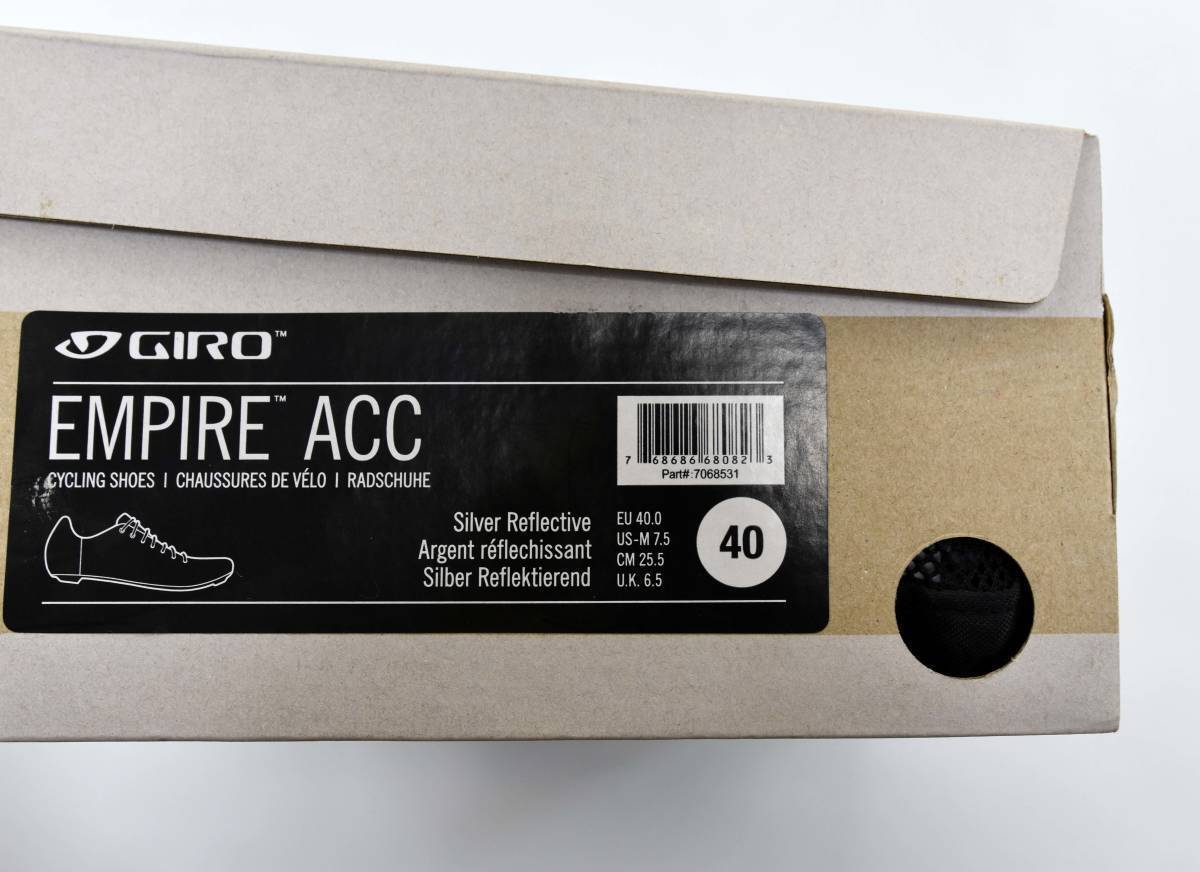 GIRO™
EMPIRE™ ACC
CYCLING SHOES | CHAUSSURES DE VÉLO | RADSCHUHE
7 68686 68082 3
Part#:7068531
Silver Reflective
Argent réflechissant
Silber Reflektierend
EU 40.0
US-M 7.5
CM 25.5
U.K. 6.5
40